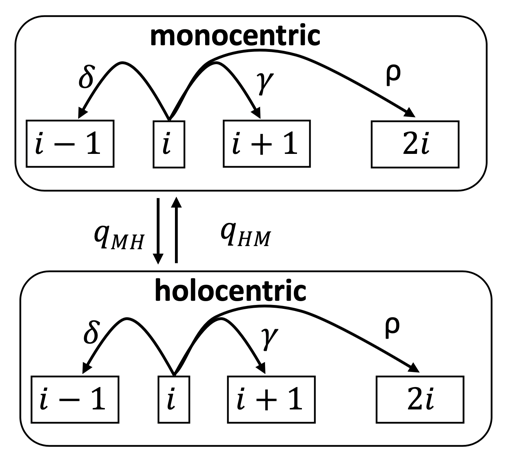 monocentric
δ γ ρ
i − 1 i i + 1 2i
q_MH q_HM
holocentric
δ γ ρ
i − 1 i i + 1 2i